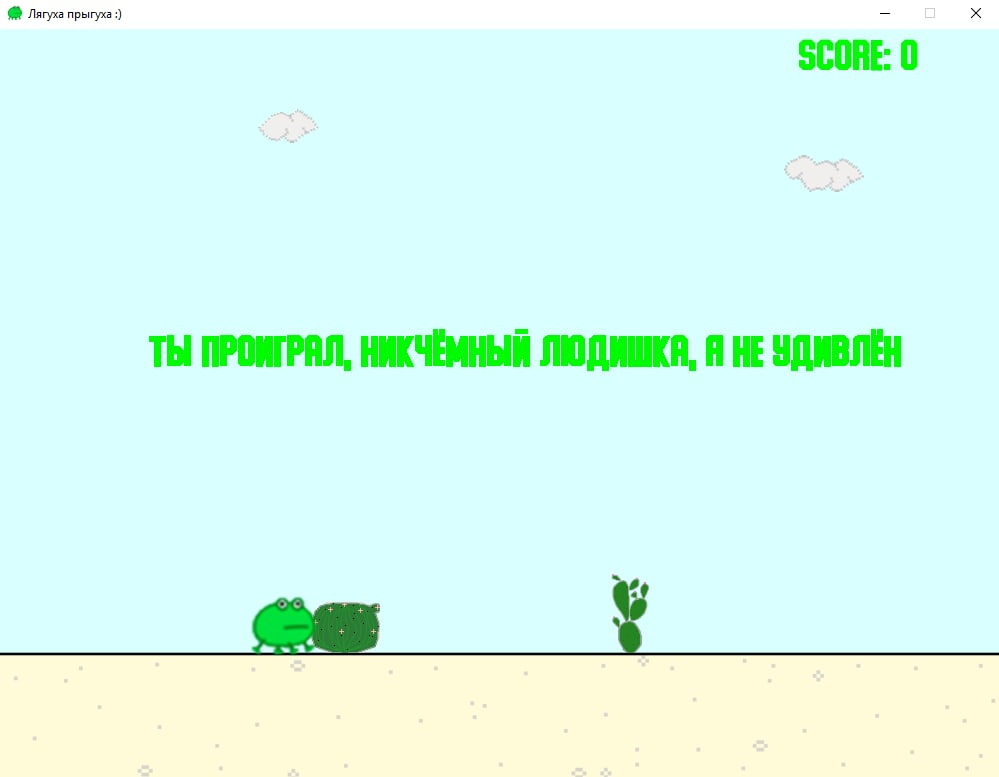 Лягуха прыгуха :)
SCORE: 0
ТЫ ПРОИГРАЛ, НИКЧЁМНЫЙ ЛЮДИШКА, Я НЕ УДИВЛЁН